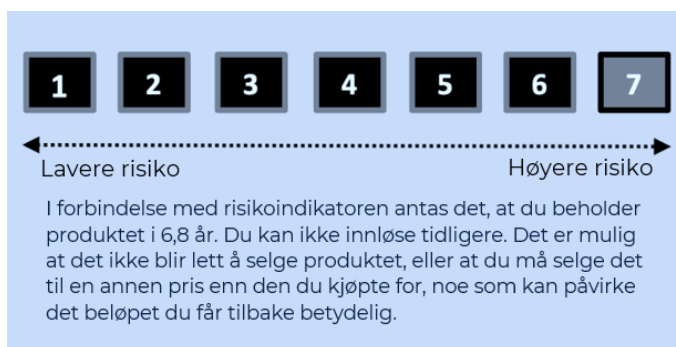 1 2 3 4 5 6 7
Lavere risiko Høyere risiko
I forbindelse med risikoindikatoren antas det, at du beholder
produktet i 6,8 år. Du kan ikke innløse tidligere. Det er mulig
at det ikke blir lett å selge produktet, eller at du må selge det
til en annen pris enn den du kjøpte for, noe som kan påvirke
det beløpet du får tilbake betydelig.